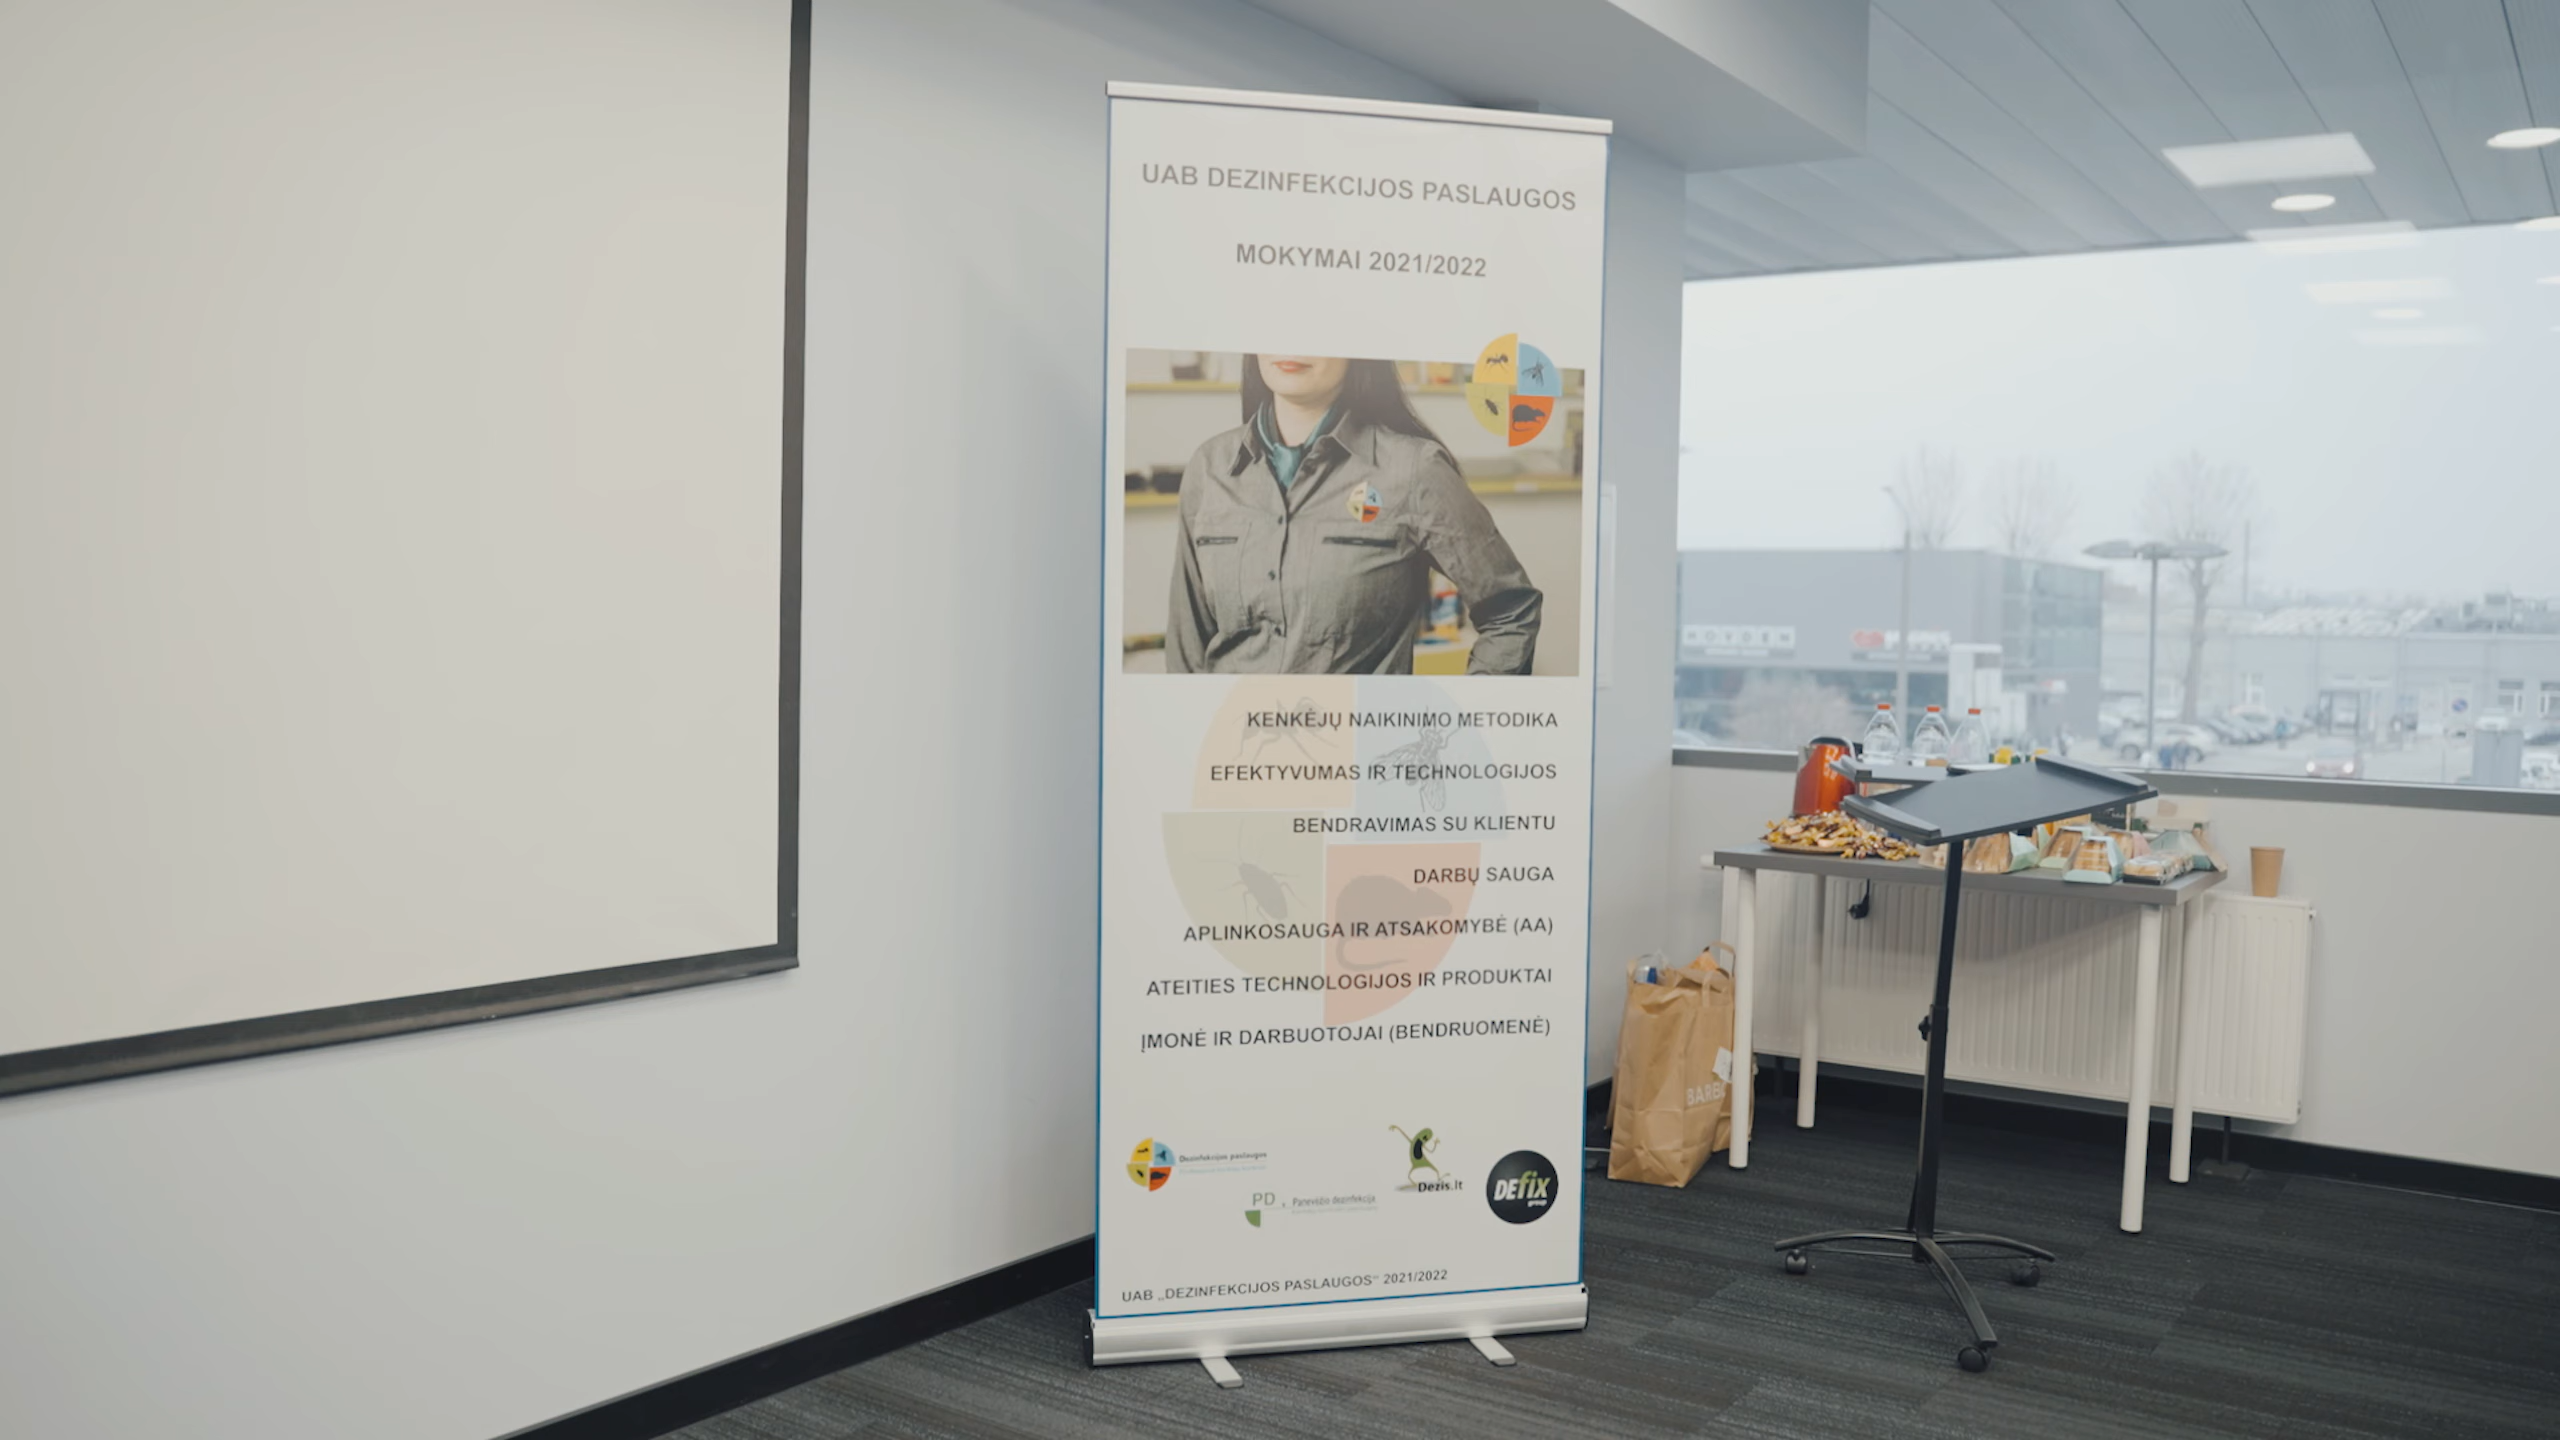 UAB DEZINFEKCIJOS PASLAUGOS
MOKYMAI 2021/2022
KENKĖJŲ NAIKINIMO METODIKA
EFEKTYVUMAS IR TECHNOLOGIJOS
BENDRAVIMAS SU KLIENTU
DARBŲ SAUGA
APLINKOSAUGA IR ATSAKOMYBĖ (AA)
ATEITIES TECHNOLOGIJOS IR PRODUKTAI
ĮMONĖ IR DARBUOTOJAI (BENDRUOMENĖ)
Dezinfekcijos paslaugos
PD
Panevėžio dezinfekcija
Dezis.lt
DEfix
group
UAB „DEZINFEKCIJOS PASLAUGOS“ 2021/2022